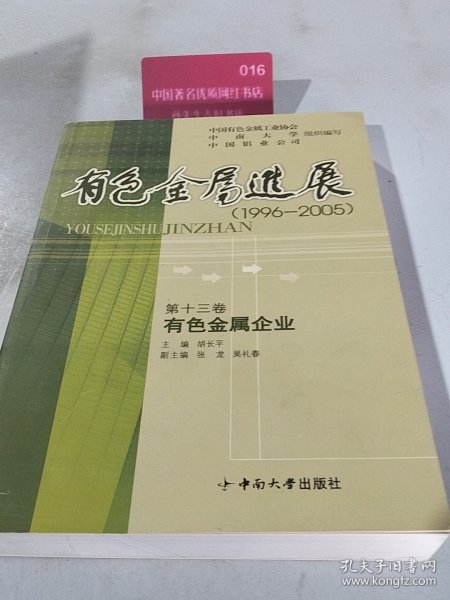 016
中国著名优质网红书店
中国有色金属工业协会
中南大学 组织编写
中国铝业公司
有色金属进展
(1996-2005)
YOUSEJINSHUJINZHAN
第十三卷
有色金属企业
主编 胡长平
副主编 张龙 吴礼春
中南大学出版社
孔夫子旧书网
www.kongfz.com